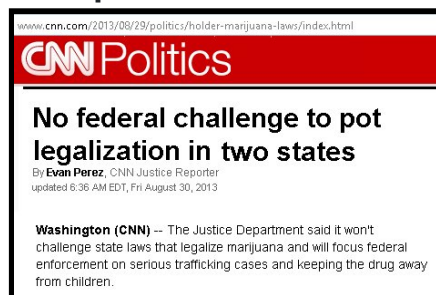 www.cnn.com/2013/08/29/politics/holder-marijuana-laws/index.html
CNN Politics
No federal challenge to pot
legalization in two states
By Evan Perez, CNN Justice Reporter
updated 6:36 AM EDT, Fri August 30, 2013
Washington (CNN) -- The Justice Department said it won't
challenge state laws that legalize marijuana and will focus federal
enforcement on serious trafficking cases and keeping the drug away
from children.